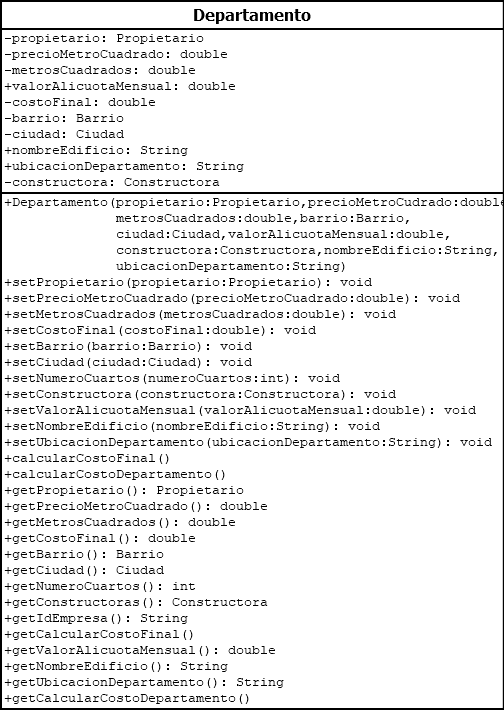 Departamento
-propietario: Propietario
-precioMetroCuadrado: double
-metrosCuadrados: double
+valorAlicuotaMensual: double
-costoFinal: double
-barrio: Barrio
-ciudad: Ciudad
+nombreEdificio: String
+ubicacionDepartamento: String
-constructora: Constructora
+Departamento(propietario:Propietario,precioMetroCudrado:double
metrosCuadrados:double,barrio:Barrio,
ciudad:Ciudad,valorAlicuotaMensual:double,
constructora:Constructora,nombreEdificio:String,
ubicacionDepartamento:String)
+setPropietario(propietario:Propietario): void
+setPrecioMetroCuadrado(precioMetroCuadrado:double): void
+setMetrosCuadrados(metrosCuadrados:double): void
+setCostoFinal(costoFinal:double): void
+setBarrio(barrio:Barrio): void
+setCiudad(ciudad:Ciudad): void
+setNumeroCuartos(numeroCuartos:int): void
+setConstructora(constructora:Constructora): void
+setValorAlicuotaMensual(valorAlicuotaMensual:double): void
+setNombreEdificio(nombreEdificio:String): void
+setUbicacionDepartamento(ubicacionDepartamento:String): void
+calcularCostoFinal()
+calcularCostoDepartamento()
+getPropietario(): Propietario
+getPrecioMetroCuadrado(): double
+getMetrosCuadrados(): double
+getCostoFinal(): double
+getBarrio(): Barrio
+getCiudad(): Ciudad
+getNumeroCuartos(): int
+getConstructoras(): Constructora
+getIdEmpresa(): String
+getCalcularCostoFinal()
+getValorAlicuotaMensual(): double
+getNombreEdificio(): String
+getUbicacionDepartamento(): String
+getCalcularCostoDepartamento()